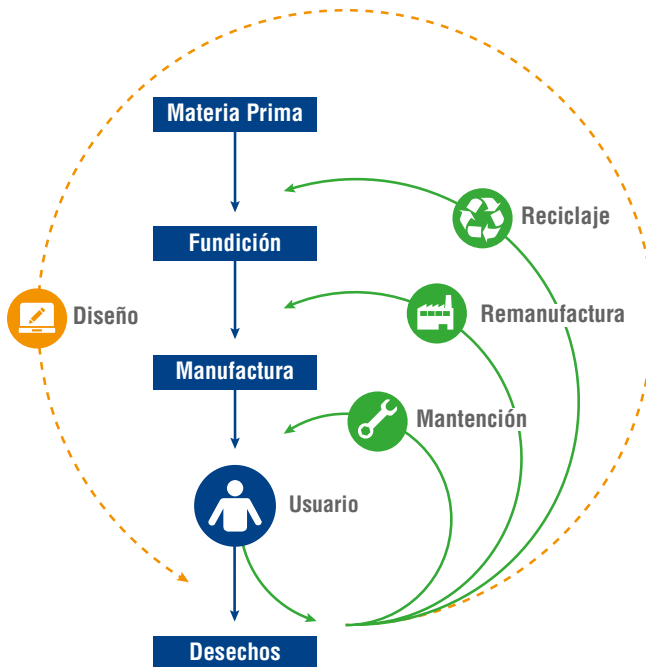 Materia Prima
Reciclaje
Fundición
Diseño
Remanufactura
Manufactura
Mantención
Usuario
Desechos